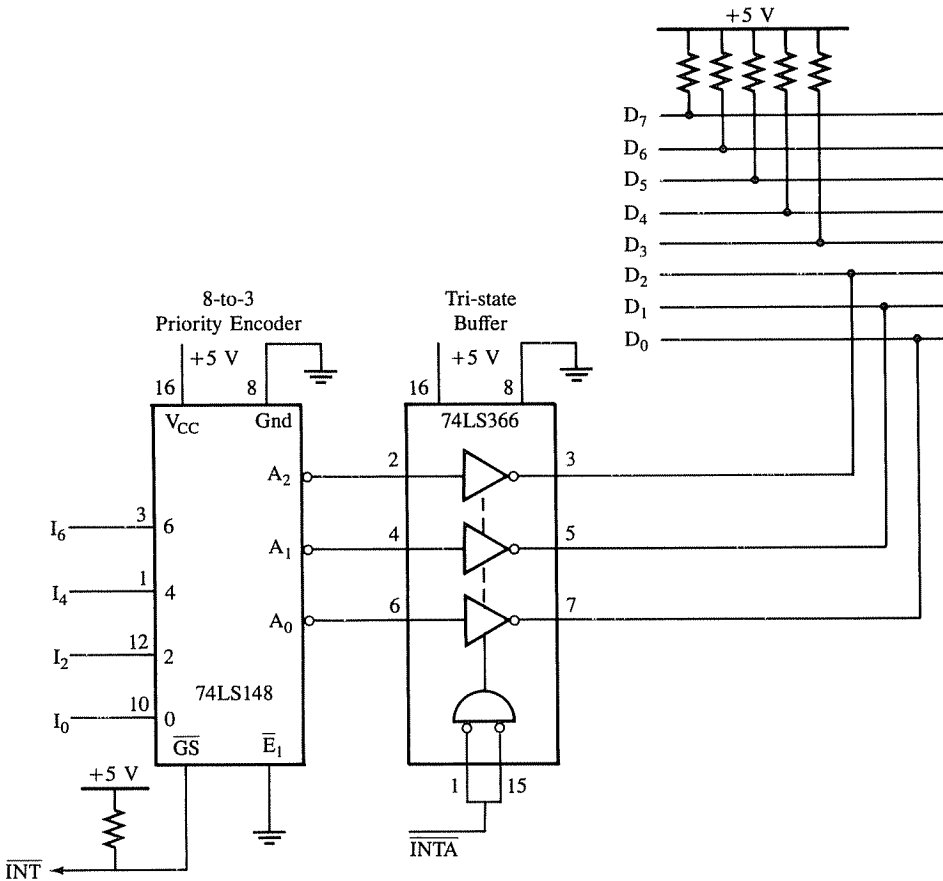 +5 V
D7
D6
D5
D4
D3
D2
D1
D0
8-to-3
Priority Encoder
Tri-state
Buffer
+5 V
+5 V
16
8
16
8
VCC
Gnd
74LS366
A2
2
3
I6
3
6
A1
4
5
I4
1
4
A0
6
7
I2
12
2
74LS148
I0
10
0
GS
E1
+5 V
1
15
INTA
INT